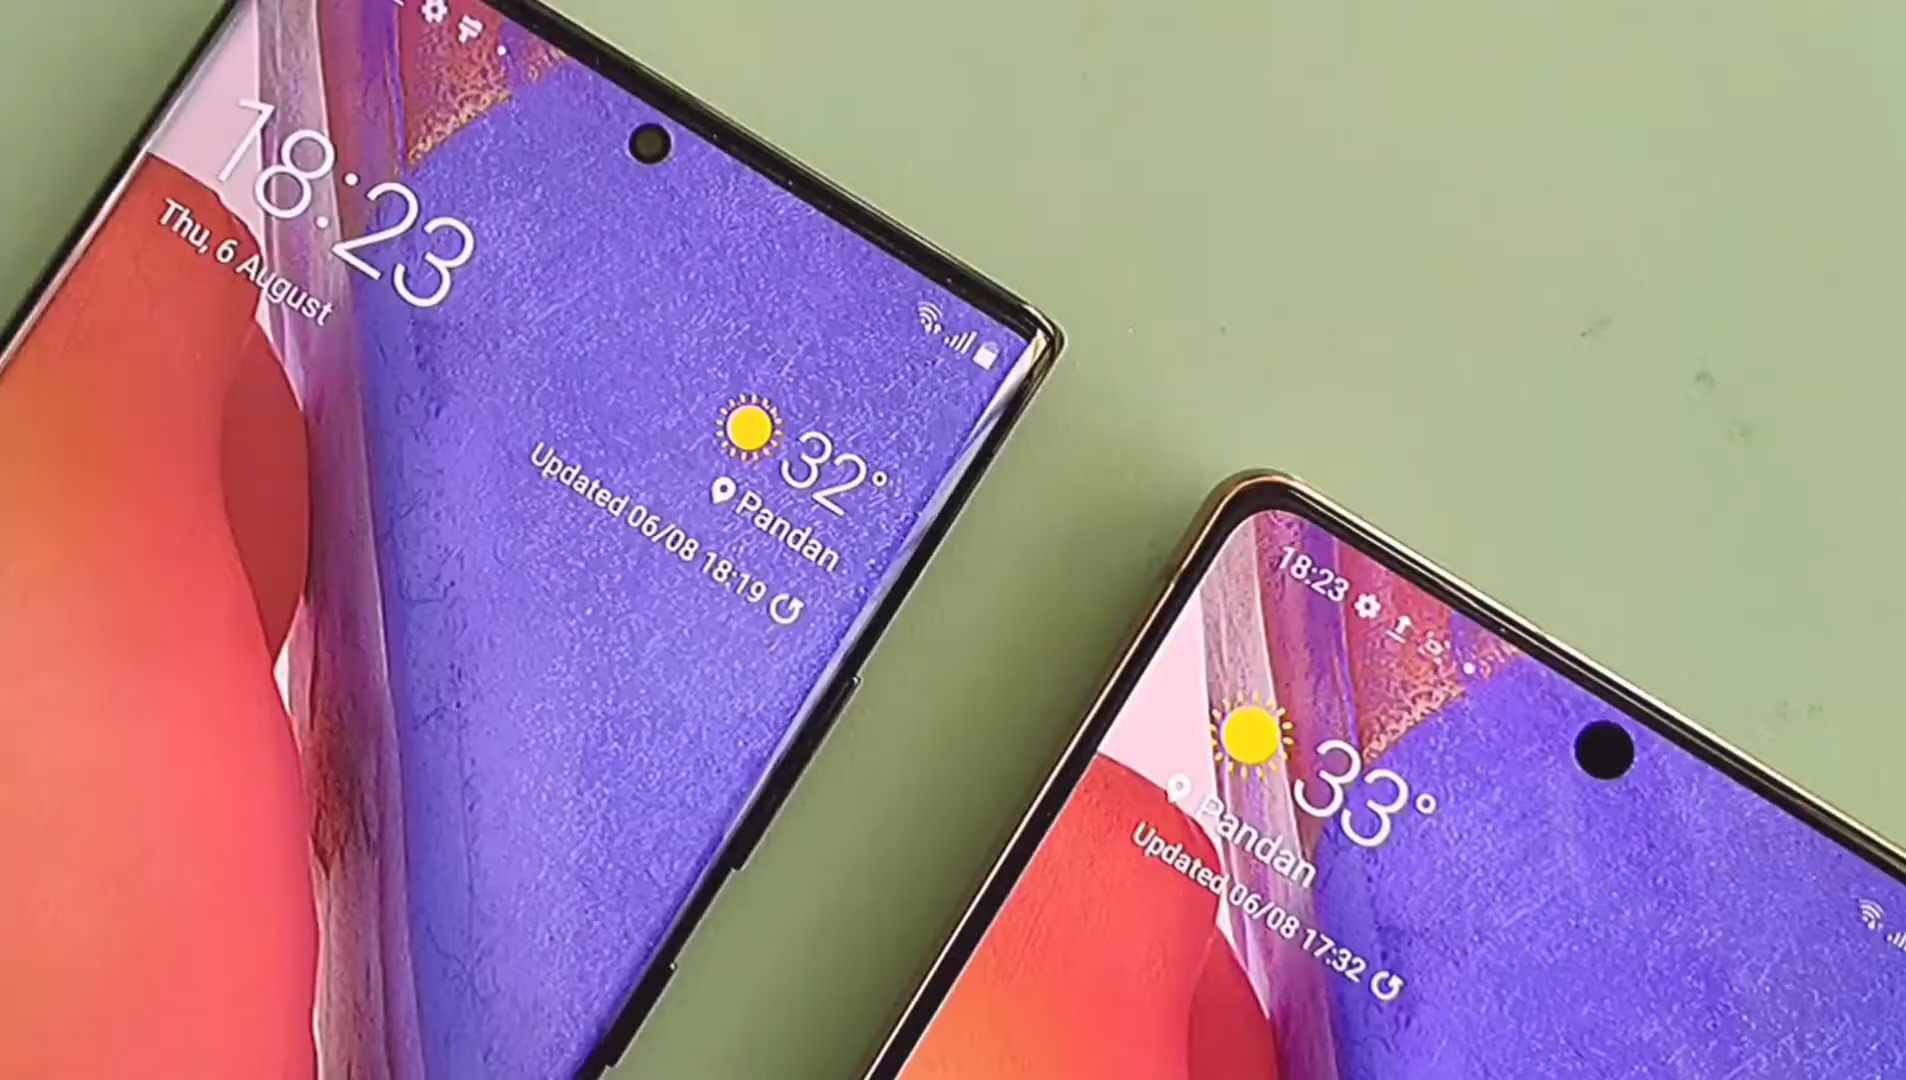 18:23
Thu, 6 August
32°
Pandan
Updated 06/08 18:19
18:23
33°
Pandan
Updated 06/08 17:32